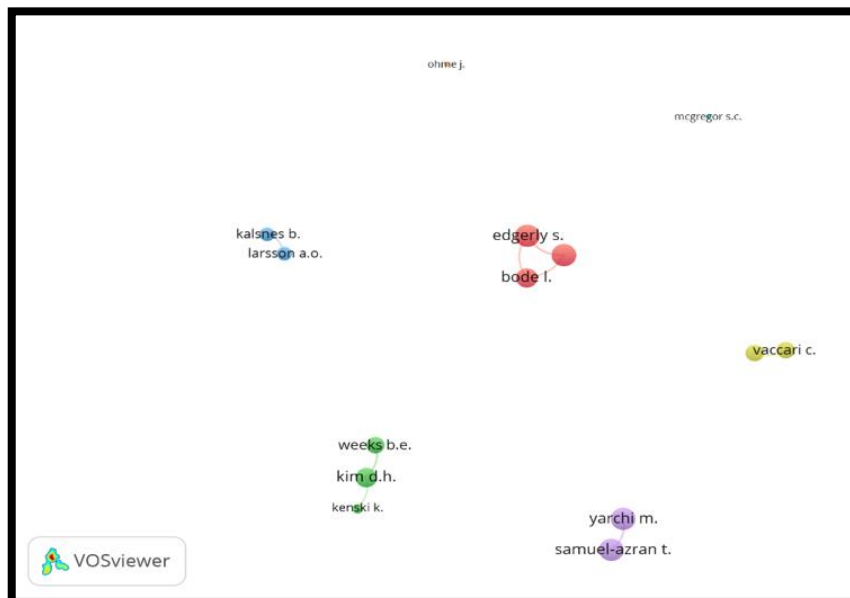 ohme j.
mcgregor s.c.
kalsnes b.
edgerly s.
larsson a.o.
bode l.
vaccari c.
weeks b.e.
kim d.h.
kenski k.
yarchi m.
samuel-azran t.
VOSviewer